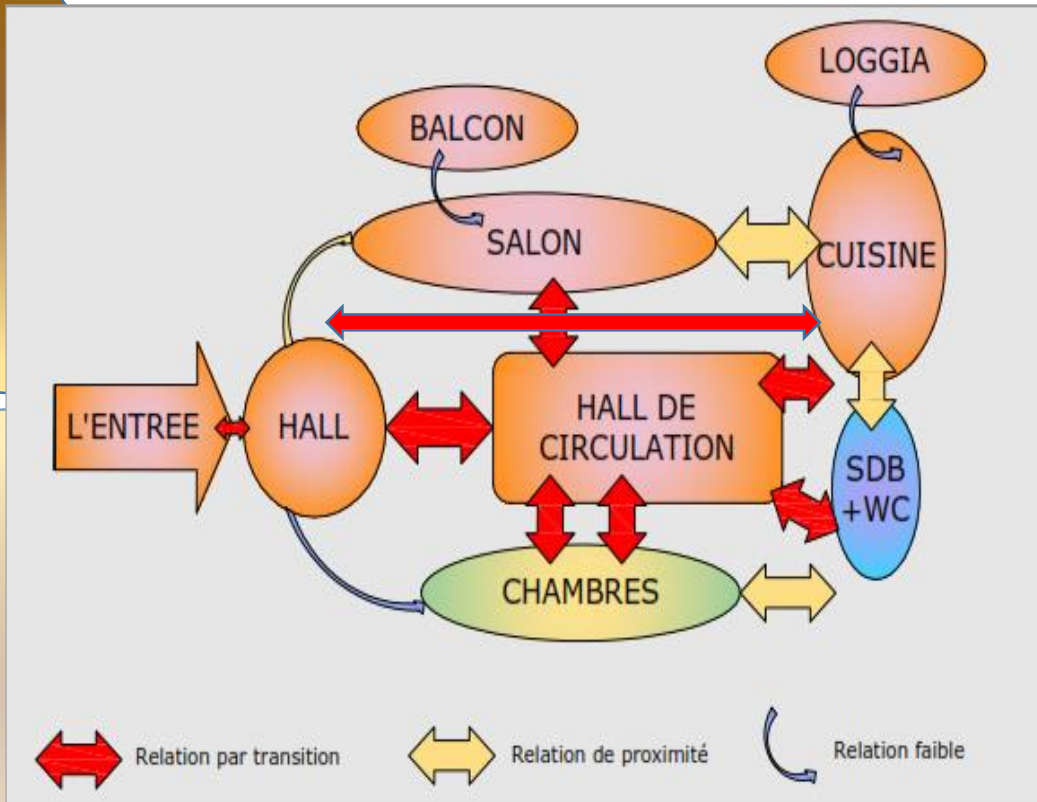 LOGGIA
BALCON
SALON
CUISINE
L'ENTREE
HALL
HALL DE
CIRCULATION
SDB
+WC
CHAMBRES
Relation par transition
Relation de proximité
Relation faible